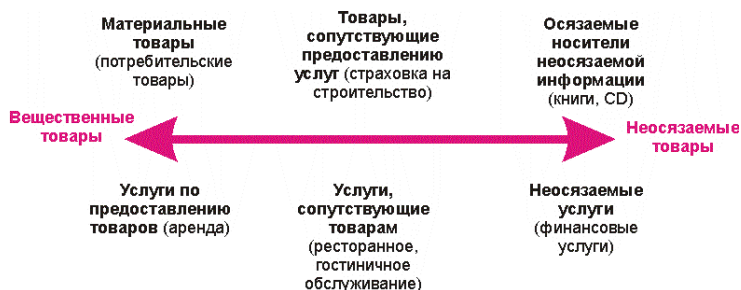 Материальные
товары
(потребительские
товары)
Товары,
сопутствующие
предоставлению
услуг (страховка на
строительство)
Осязаемые
носители
неосязаемой
информации
(книги, CD)
Вещественные
товары
Неосязаемые
товары
Услуги по
предоставлению
товаров (аренда)
Услуги,
сопутствующие
товарам
(ресторанное,
гостиничное
обслуживание)
Неосязаемые
услуги
(финансовые
услуги)